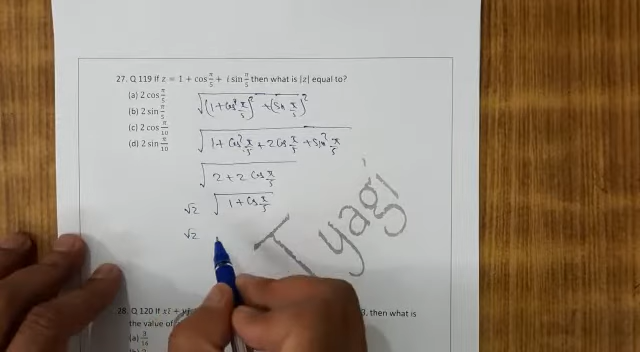 27. Q 119 If z = 1 + cos π/5 + i sin π/5 then what is |z| equal to?
(a) 2 cos π/5
(b) 2 sin π/5
(c) 2 cos π/10
(d) 2 sin π/10
√(1+cos π/5)² + (sin π/5)²
√1 + cos² π/5 + 2 cos π/5 + sin² π/5
√2 + 2 cos π/5
√2 √1 + cos π/5
√2
Tyagi
28. Q 120 If
3, then what is
the value of
(a) 3/14